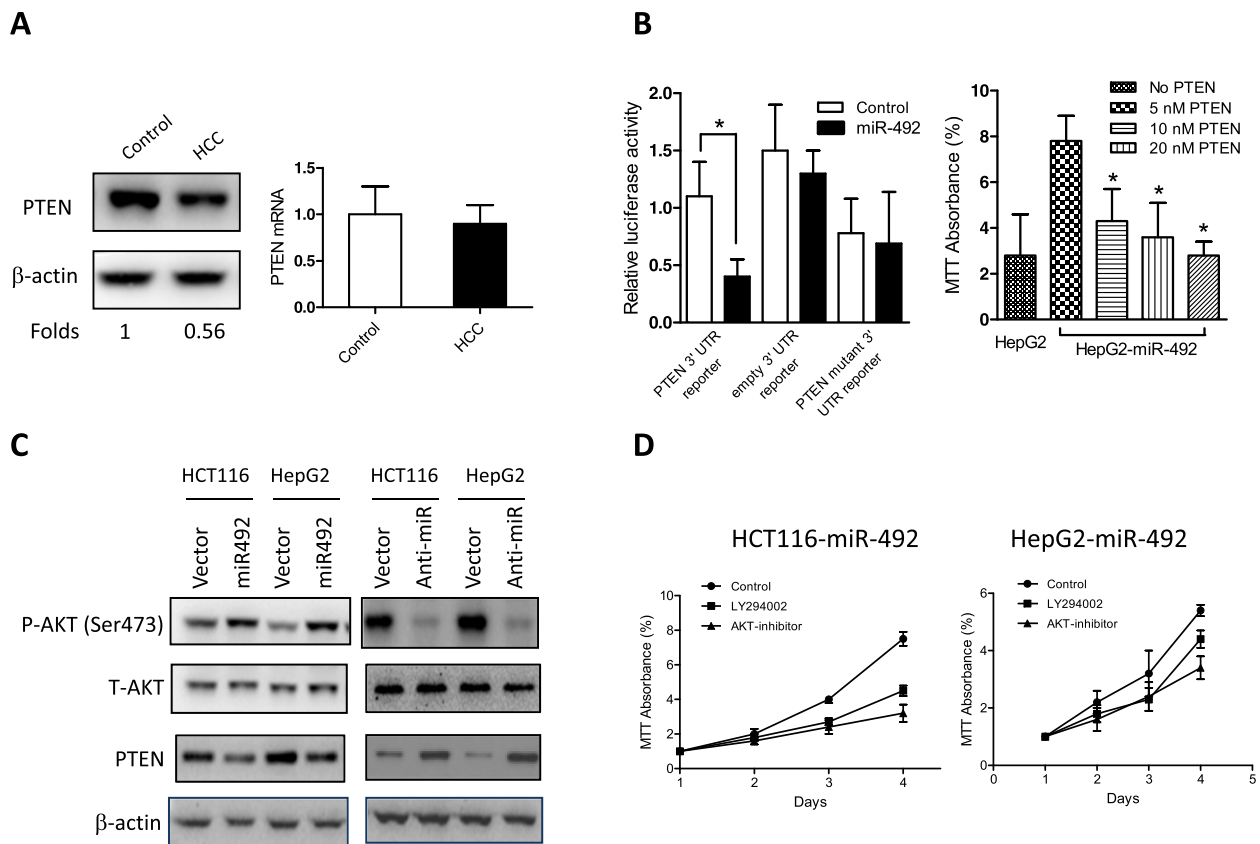 A
Control
HCC
PTEN
β-actin
Folds
1
0.56
PTEN mRNA
1.5
1.0
0.5
0.0
Control
HCC
B
Relative luciferase activity
2.0
1.5
1.0
0.5
0.0
Control
miR-492
*
PTEN 3' UTR
reporter
empty 3' UTR
reporter
PTEN mutant 3'
UTR reporter
MTT Absorbance (%)
10
8
6
4
2
0
No PTEN
5 nM PTEN
10 nM PTEN
20 nM PTEN
*
*
*
HepG2
HepG2-miR-492
C
HCT116
HepG2
HCT116
HepG2
Vector
miR492
Vector
miR492
Vector
Anti-miR
Vector
Anti-miR
P-AKT (Ser473)
T-AKT
PTEN
β-actin
D
HCT116-miR-492
Control
LY294002
AKT-inhibitor
MTT Absorbance (%)
10
8
6
4
2
0
1
2
3
4
Days
HepG2-miR-492
Control
LY294002
AKT-inhibitor
MTT Absorbance (%)
6
4
2
0
0
1
2
3
4
5
Days